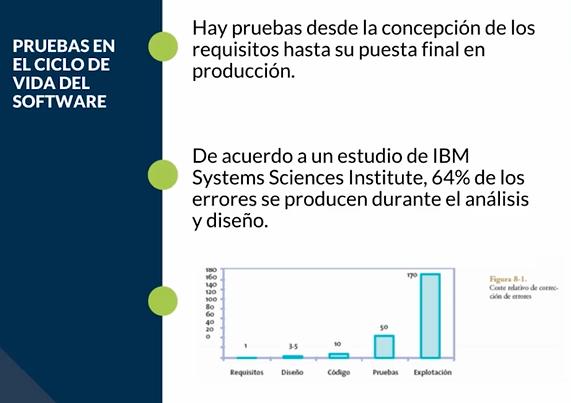 PRUEBAS EN
EL CICLO DE
VIDA DEL
SOFTWARE
Hay pruebas desde la concepción de los
requisitos hasta su puesta final en
producción.
De acuerdo a un estudio de IBM
Systems Sciences Institute, 64% de los
errores se producen durante el análisis
y diseño.
180
160
140
120
100
80
60
40
20
0
1
3.5
10
50
170
Requisitos Diseño Código Pruebas Explotación
Figura 8-1.
Coste relativo de correc-
ción de errores